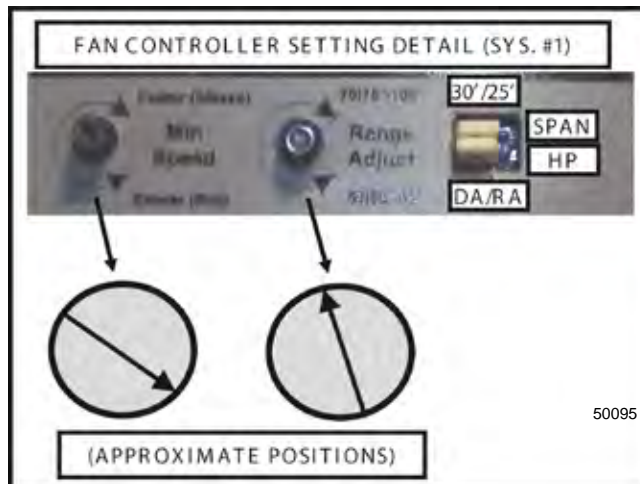 FAN CONTROLLER SETTING DETAIL (SYS. #1)
Min
Speed
Range
Adjust
30'/25'
SPAN
HP
DA/RA
50095
(APPROXIMATE POSITIONS)